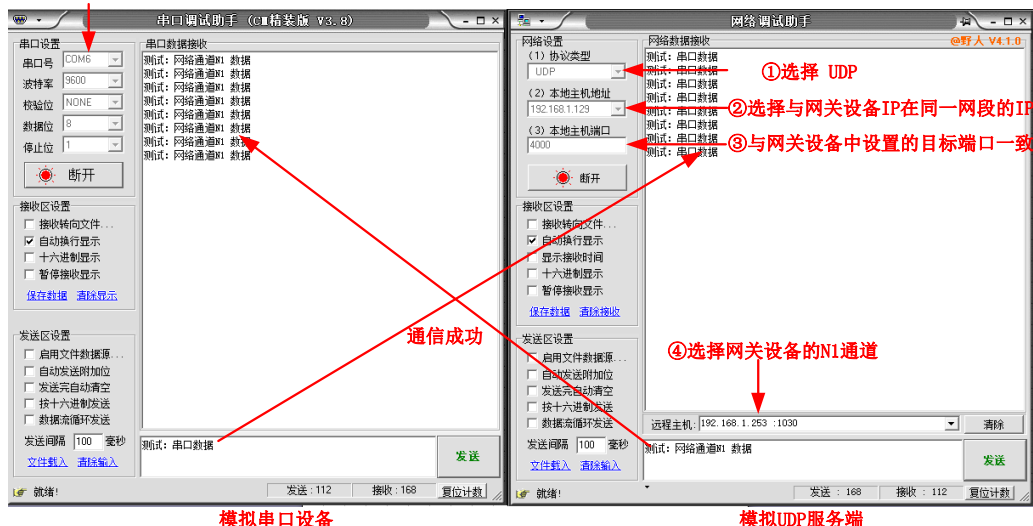 串口调试助手 (CM精装版 V3.8)
串口设置
串口号 COM6
波特率 9600
校验位 NONE
数据位 8
停止位 1
断开
接收区设置
接收转向文件...
自动换行显示
十六进制显示
暂停接收显示
保存数据 清除显示
发送区设置
启用文件数据源...
自动发送附加位
发送完自动清空
按十六进制发送
数据流循环发送
发送间隔 100 毫秒
文件载入 清除输入
串口数据接收
测试: 网络通道N1 数据
测试: 网络通道N1 数据
测试: 网络通道N1 数据
测试: 网络通道N1 数据
测试: 网络通道N1 数据
测试: 网络通道N1 数据
测试: 网络通道N1 数据
测试: 网络通道N1 数据
测试: 串口数据
发送
就绪!
发送:112
接收:168
复位计数
模拟串口设备
通信成功
网络调试助手
@野人 V4.1.0
网络设置
(1) 协议类型
UDP
(2) 本地主机地址
192.168.1.129
(3) 本地主机端口
4000
断开
接收区设置
接收转向文件...
自动换行显示
显示接收时间
十六进制显示
暂停接收显示
保存数据 清除接收
发送区设置
启用文件数据源...
自动发送附加位
发送完自动清空
按十六进制发送
数据流循环发送
发送间隔 100 毫秒
文件载入 清除输入
网络数据接收
测试: 串口数据
测试: 串口数据
测试: 串口数据
测试: 串口数据
测试: 串口数据
测试: 串口数据
测试: 串口数据
测试: 串口数据
①选择 UDP
②选择与网关设备IP在同一网段的IP
③与网关设备中设置的目标端口一致
④选择网关设备的N1通道
远程主机: 192.168.1.253 :1030
清除
测试: 网络通道N1 数据
发送
就绪!
发送 : 168
接收 : 112
复位计数
模拟UDP服务端